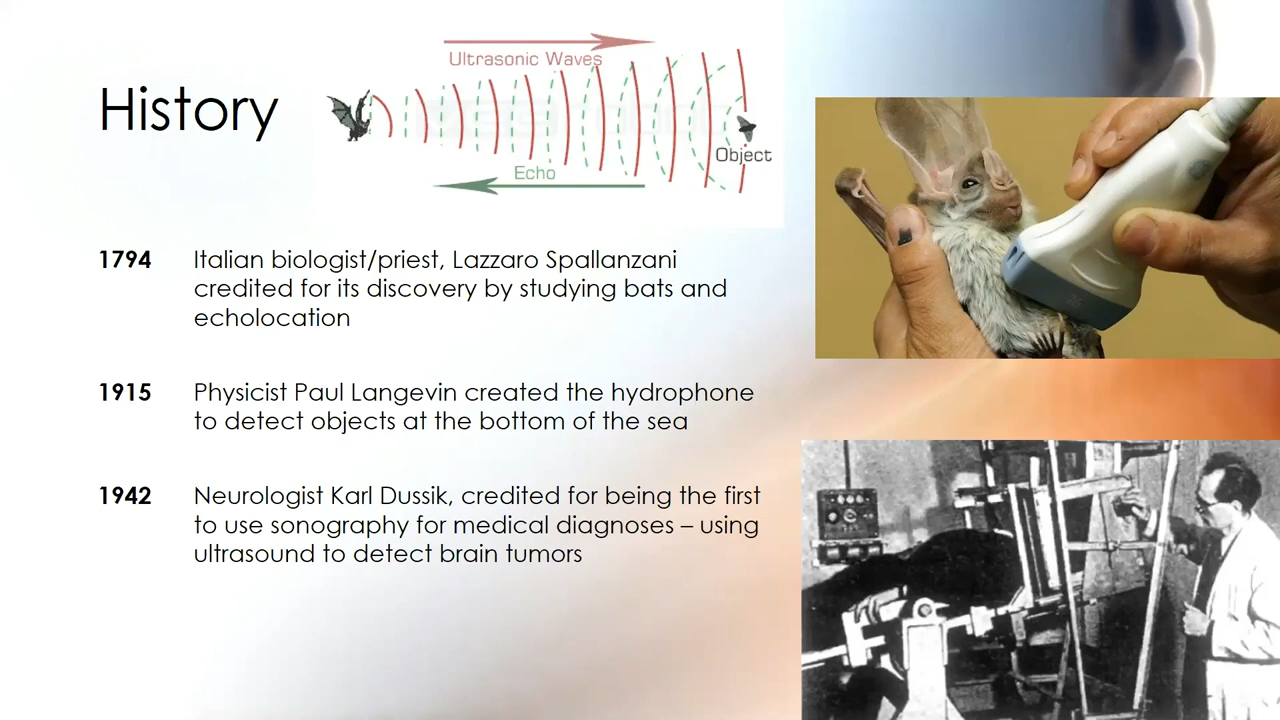 History
Ultrasonic Waves
Object
Echo
1794 Italian biologist/priest, Lazzaro Spallanzani
credited for its discovery by studying bats and
echolocation
1915 Physicist Paul Langevin created the hydrophone
to detect objects at the bottom of the sea
1942 Neurologist Karl Dussik, credited for being the first
to use sonography for medical diagnoses – using
ultrasound to detect brain tumors